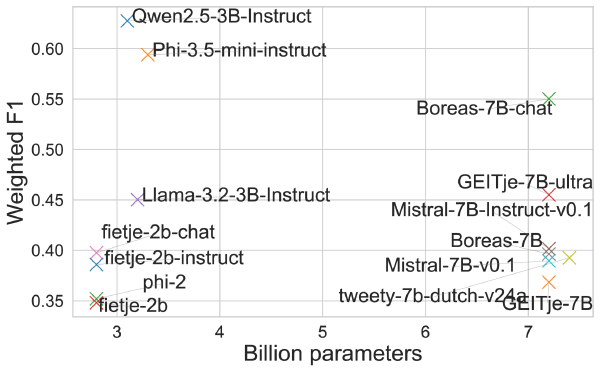 Qwen2.5-3B-Instruct
Phi-3.5-mini-instruct
0.60
0.55
Boreas-7B-chat
0.50
GEITje-7B-ultra
0.45
Llama-3.2-3B-Instruct
Mistral-7B-Instruct-v0.1
fietje-2b-chat
Boreas-7B
0.40
fietje-2b-instruct
Mistral-7B-v0.1
phi-2
tweety-7b-dutch-v24a
0.35
fietje-2b
GEITje-7B
Weighted F1
3 4 5 6 7
Billion parameters